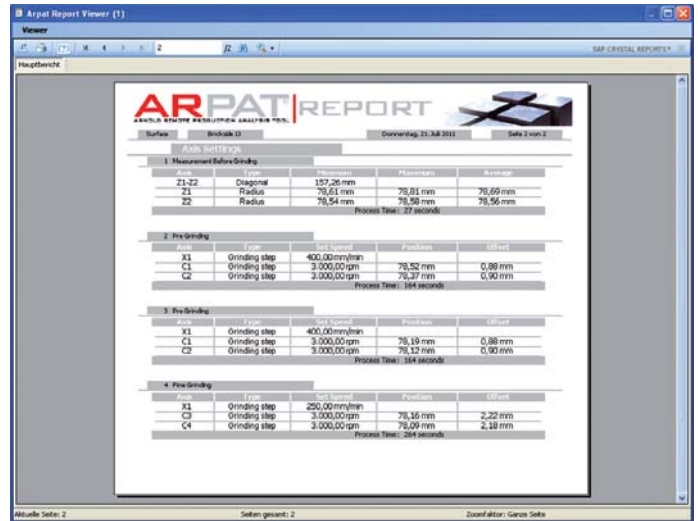 Arpat Report Viewer (1)
Viewer
2
SAP CRYSTAL REPORTS®
Hauptbericht
ARPAT REPORT
ARNOLD REMOTE PRODUCTION ANALYSIS TOOL
Surface Brickside 13 Donnerstag, 21. Juli 2011 Seite 2 von 2
Axis Settings
1 Measurement Before Grinding
Axis Type Minimum Maximum Average
Z1-Z2 Diagonal 157,26 mm
Z1 Radius 78,61 mm 78,81 mm 78,69 mm
Z2 Radius 78,54 mm 78,58 mm 78,56 mm
Process Time: 27 seconds
2 Pre Grinding
Axis Type Set Speed Position Offset
X1 Grinding step 400,00 mm/min
C1 Grinding step 3.000,00 rpm 78,52 mm 0,88 mm
C2 Grinding step 3.000,00 rpm 78,37 mm 0,90 mm
Process Time: 164 seconds
3 Pre Grinding
Axis Type Set Speed Position Offset
X1 Grinding step 400,00 mm/min
C1 Grinding step 3.000,00 rpm 78,19 mm 0,88 mm
C2 Grinding step 3.000,00 rpm 78,12 mm 0,90 mm
Process Time: 164 seconds
4 Fine Grinding
Axis Type Set Speed Position Offset
X1 Grinding step 250,00 mm/min
C3 Grinding step 3.000,00 rpm 78,16 mm 2,22 mm
C4 Grinding step 3.000,00 rpm 78,09 mm 2,18 mm
Process Time: 284 seconds
Aktuelle Seite: 2 Seiten gesamt: 2 Zoomfaktor: Ganze Seite